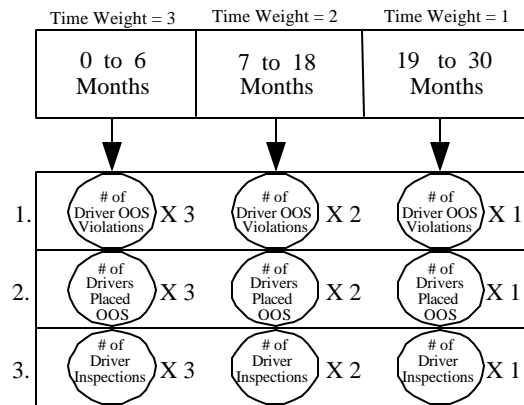 Time Weight = 3 Time Weight = 2 Time Weight = 1
0 to 6 7 to 18 19 to 30
Months Months Months
# of # of # of
1. Driver OOS X 3 Driver OOS X 2 Driver OOS X 1
Violations Violations Violations
# of # of # of
2. Drivers X 3 Drivers X 2 Drivers X 1
Placed Placed Placed
OOS OOS OOS
# of # of # of
3. Driver X 3 Driver X 2 Driver X 1
Inspections Inspections Inspections